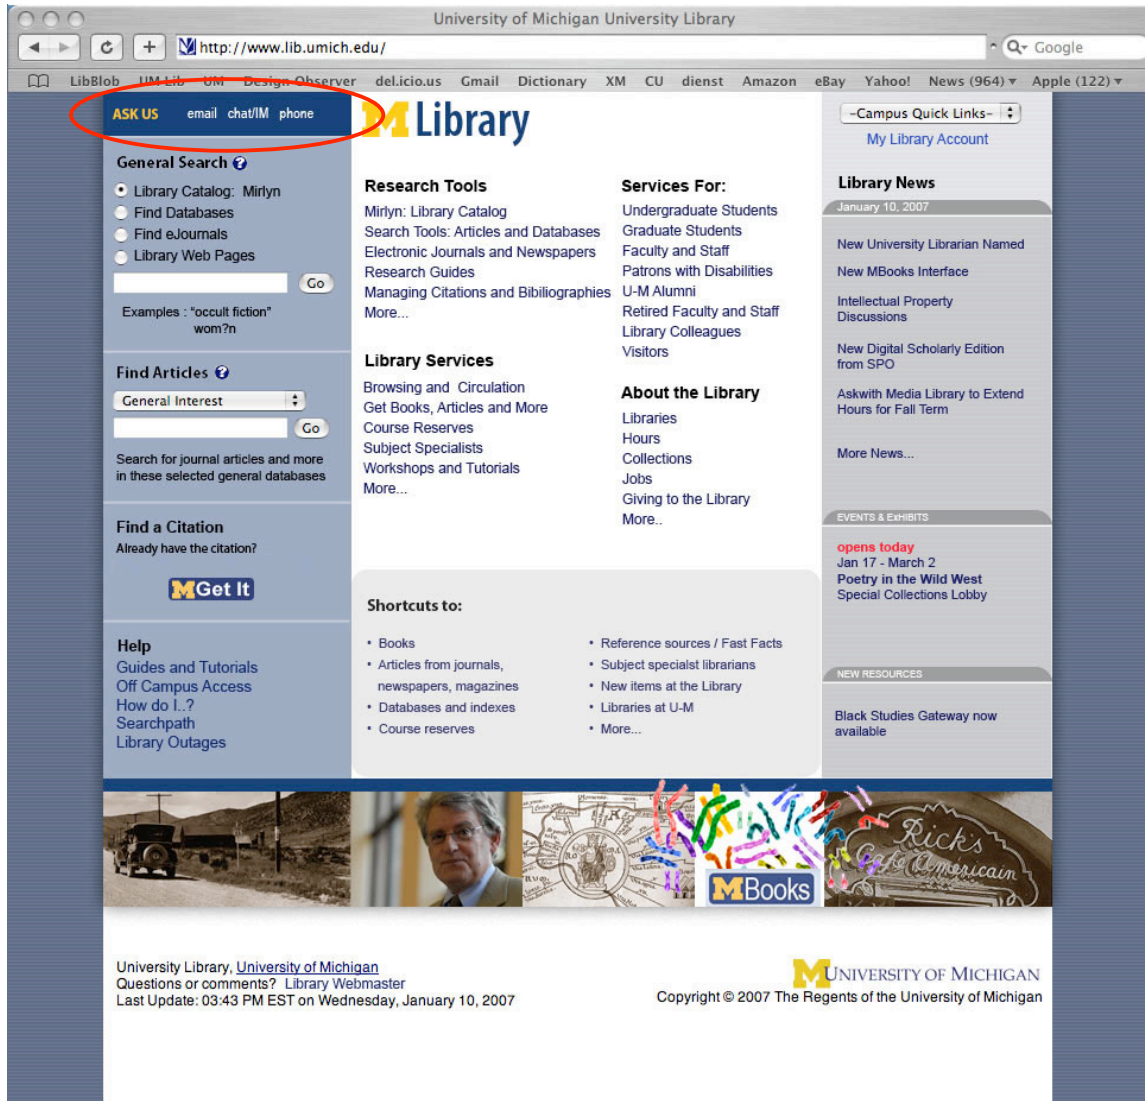 University of Michigan University Library
http://www.lib.umich.edu/
Google
LibBlob UM Lib UM Design Observer del.icio.us Gmail Dictionary XM CU dienst Amazon eBay Yahoo! News (964) Apple (122)
ASK US email chat/IM phone
M Library
-Campus Quick Links-
My Library Account
General Search ?
Library Catalog: Mirlyn
Find Databases
Find eJournals
Library Web Pages
Go
Examples : "occult fiction"
wom?n
Find Articles ?
General Interest
Go
Search for journal articles and more
in these selected general databases
Find a Citation
Already have the citation?
MGet It
Help
Guides and Tutorials
Off Campus Access
How do I..?
Searchpath
Library Outages
Research Tools
Mirlyn: Library Catalog
Search Tools: Articles and Databases
Electronic Journals and Newspapers
Research Guides
Managing Citations and Bibiliographies
More...
Library Services
Browsing and Circulation
Get Books, Articles and More
Course Reserves
Subject Specialists
Workshops and Tutorials
More...
Services For:
Undergraduate Students
Graduate Students
Faculty and Staff
Patrons with Disabilities
U-M Alumni
Retired Faculty and Staff
Library Colleagues
Visitors
About the Library
Libraries
Hours
Collections
Jobs
Giving to the Library
More..
Shortcuts to:
• Books
• Articles from journals,
newspapers, magazines
• Databases and indexes
• Course reserves
• Reference sources / Fast Facts
• Subject specialst librarians
• New items at the Library
• Libraries at U-M
• More...
Library News
January 10, 2007
New University Librarian Named
New MBooks Interface
Intellectual Property
Discussions
New Digital Scholarly Edition
from SPO
Askwith Media Library to Extend
Hours for Fall Term
More News...
EVENTS & ExHIBITS
opens today
Jan 17 - March 2
Poetry in the Wild West
Special Collections Lobby
NEW RESOURCES
Black Studies Gateway now
available
MBooks
Rick's
Cafe Americain
University Library, University of Michigan
Questions or comments? Library Webmaster
Last Update: 03:43 PM EST on Wednesday, January 10, 2007
M UNIVERSITY OF MICHIGAN
Copyright © 2007 The Regents of the University of Michigan